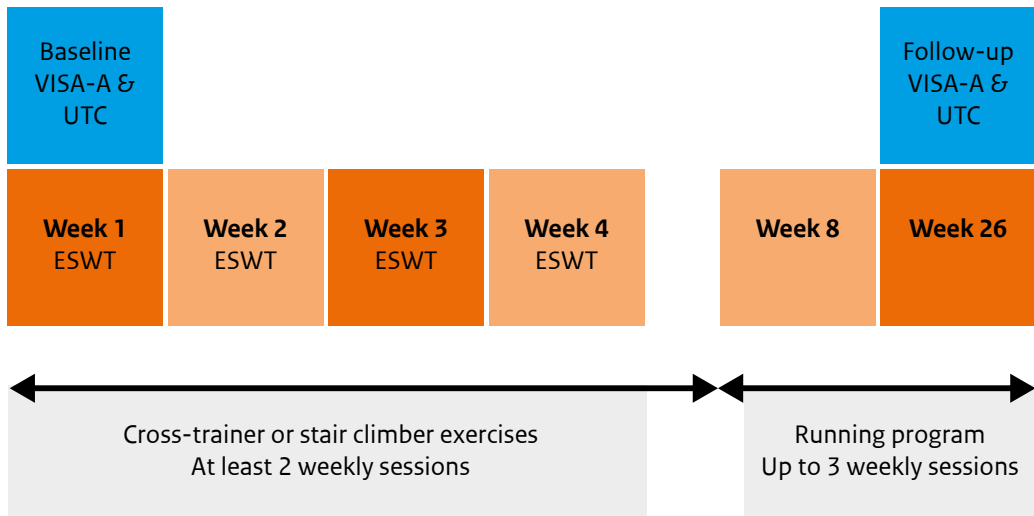 Baseline
VISA-A &
UTC
Follow-up
VISA-A &
UTC
Week 1
ESWT
Week 2
ESWT
Week 3
ESWT
Week 4
ESWT
Week 8
Week 26
Cross-trainer or stair climber exercises
At least 2 weekly sessions
Running program
Up to 3 weekly sessions